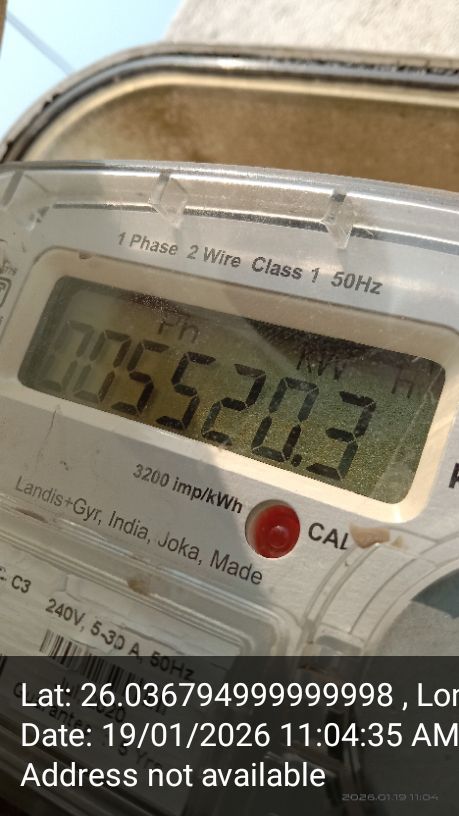 1 Phase 2 Wire Class 1 50Hz
Ph
kW H
005520.3
3200 imp/kWh
Landis+Gyr, India, Joka, Made
CAL
C3
240V, 5-30 A, 50Hz
Lat: 26.036794999999998 , Lon
Date: 19/01/2026 11:04:35 AM
Address not available
2026.01.19 11:04